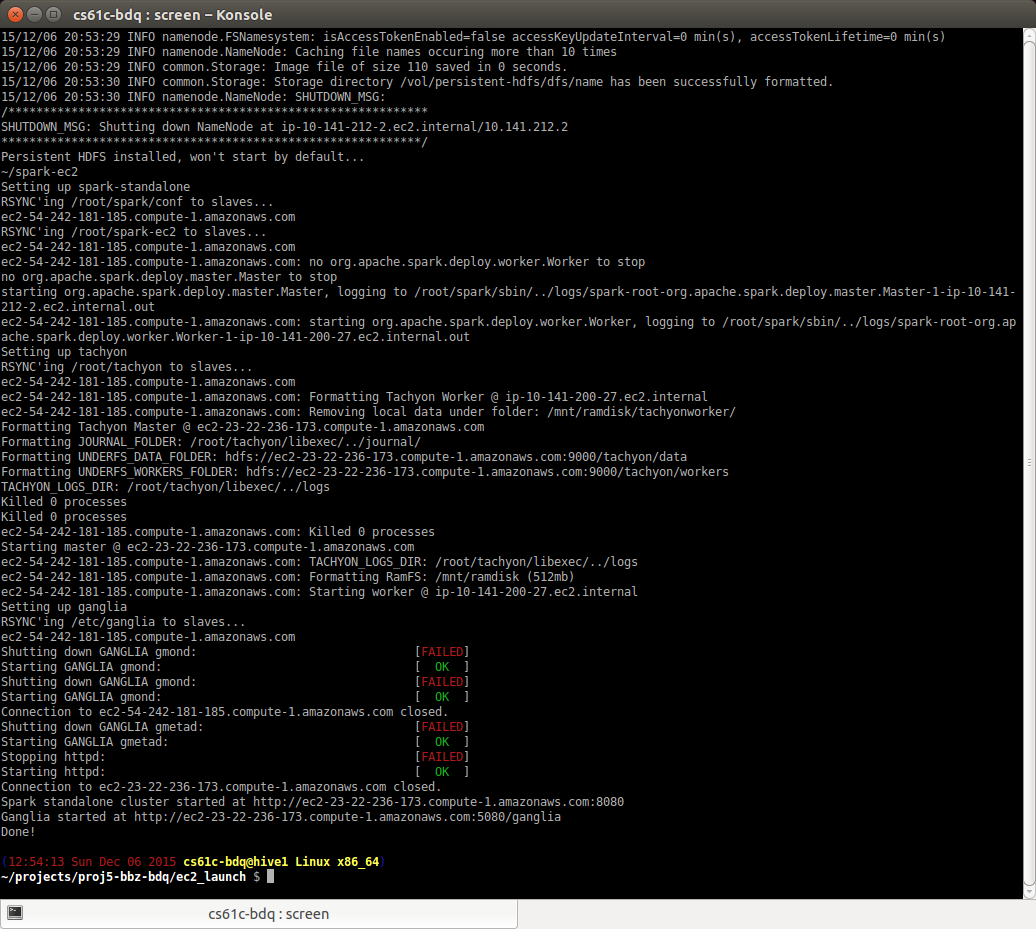 cs61c-bdq : screen – Konsole
15/12/06 20:53:29 INFO namenode.FSNamesystem: isAccessTokenEnabled=false accessKeyUpdateInterval=0 min(s), accessTokenLifetime=0 min(s)
15/12/06 20:53:29 INFO namenode.NameNode: Caching file names occuring more than 10 times
15/12/06 20:53:29 INFO common.Storage: Image file of size 110 saved in 0 seconds.
15/12/06 20:53:30 INFO common.Storage: Storage directory /vol/persistent-hdfs/dfs/name has been successfully formatted.
15/12/06 20:53:30 INFO namenode.NameNode: SHUTDOWN_MSG:
/************************************************************
SHUTDOWN_MSG: Shutting down NameNode at ip-10-141-212-2.ec2.internal/10.141.212.2
************************************************************/
Persistent HDFS installed, won't start by default...
~/spark-ec2
Setting up spark-standalone
RSYNC'ing /root/spark/conf to slaves...
ec2-54-242-181-185.compute-1.amazonaws.com
RSYNC'ing /root/spark-ec2 to slaves...
ec2-54-242-181-185.compute-1.amazonaws.com
ec2-54-242-181-185.compute-1.amazonaws.com: no org.apache.spark.deploy.worker.Worker to stop
no org.apache.spark.deploy.master.Master to stop
starting org.apache.spark.deploy.master.Master, logging to /root/spark/sbin/../logs/spark-root-org.apache.spark.deploy.master.Master-1-ip-10-141-
212-2.ec2.internal.out
ec2-54-242-181-185.compute-1.amazonaws.com: starting org.apache.spark.deploy.worker.Worker, logging to /root/spark/sbin/../logs/spark-root-org.ap
ache.spark.deploy.worker.Worker-1-ip-10-141-200-27.ec2.internal.out
Setting up tachyon
RSYNC'ing /root/tachyon to slaves...
ec2-54-242-181-185.compute-1.amazonaws.com
ec2-54-242-181-185.compute-1.amazonaws.com: Formatting Tachyon Worker @ ip-10-141-200-27.ec2.internal
ec2-54-242-181-185.compute-1.amazonaws.com: Removing local data under folder: /mnt/ramdisk/tachyonworker/
Formatting Tachyon Master @ ec2-23-22-236-173.compute-1.amazonaws.com
Formatting JOURNAL_FOLDER: /root/tachyon/libexec/../journal/
Formatting UNDERFS_DATA_FOLDER: hdfs://ec2-23-22-236-173.compute-1.amazonaws.com:9000/tachyon/data
Formatting UNDERFS_WORKERS_FOLDER: hdfs://ec2-23-22-236-173.compute-1.amazonaws.com:9000/tachyon/workers
TACHYON_LOGS_DIR: /root/tachyon/libexec/../logs
Killed 0 processes
Killed 0 processes
ec2-54-242-181-185.compute-1.amazonaws.com: Killed 0 processes
Starting master @ ec2-23-22-236-173.compute-1.amazonaws.com
ec2-54-242-181-185.compute-1.amazonaws.com: TACHYON_LOGS_DIR: /root/tachyon/libexec/../logs
ec2-54-242-181-185.compute-1.amazonaws.com: Formatting RamFS: /mnt/ramdisk (512mb)
ec2-54-242-181-185.compute-1.amazonaws.com: Starting worker @ ip-10-141-200-27.ec2.internal
Setting up ganglia
RSYNC'ing /etc/ganglia to slaves...
ec2-54-242-181-185.compute-1.amazonaws.com
Shutting down GANGLIA gmond: [FAILED]
Starting GANGLIA gmond: [ OK ]
Shutting down GANGLIA gmond: [FAILED]
Starting GANGLIA gmond: [ OK ]
Connection to ec2-54-242-181-185.compute-1.amazonaws.com closed.
Shutting down GANGLIA gmetad: [FAILED]
Starting GANGLIA gmetad: [ OK ]
Stopping httpd: [FAILED]
Starting httpd: [ OK ]
Connection to ec2-23-22-236-173.compute-1.amazonaws.com closed.
Spark standalone cluster started at http://ec2-23-22-236-173.compute-1.amazonaws.com:8080
Ganglia started at http://ec2-23-22-236-173.compute-1.amazonaws.com:5080/ganglia
Done!
(12:54:13 Sun Dec 06 2015 cs61c-bdq@hive1 Linux x86_64)
~/projects/proj5-bbz-bdq/ec2_launch $
cs61c-bdq : screen